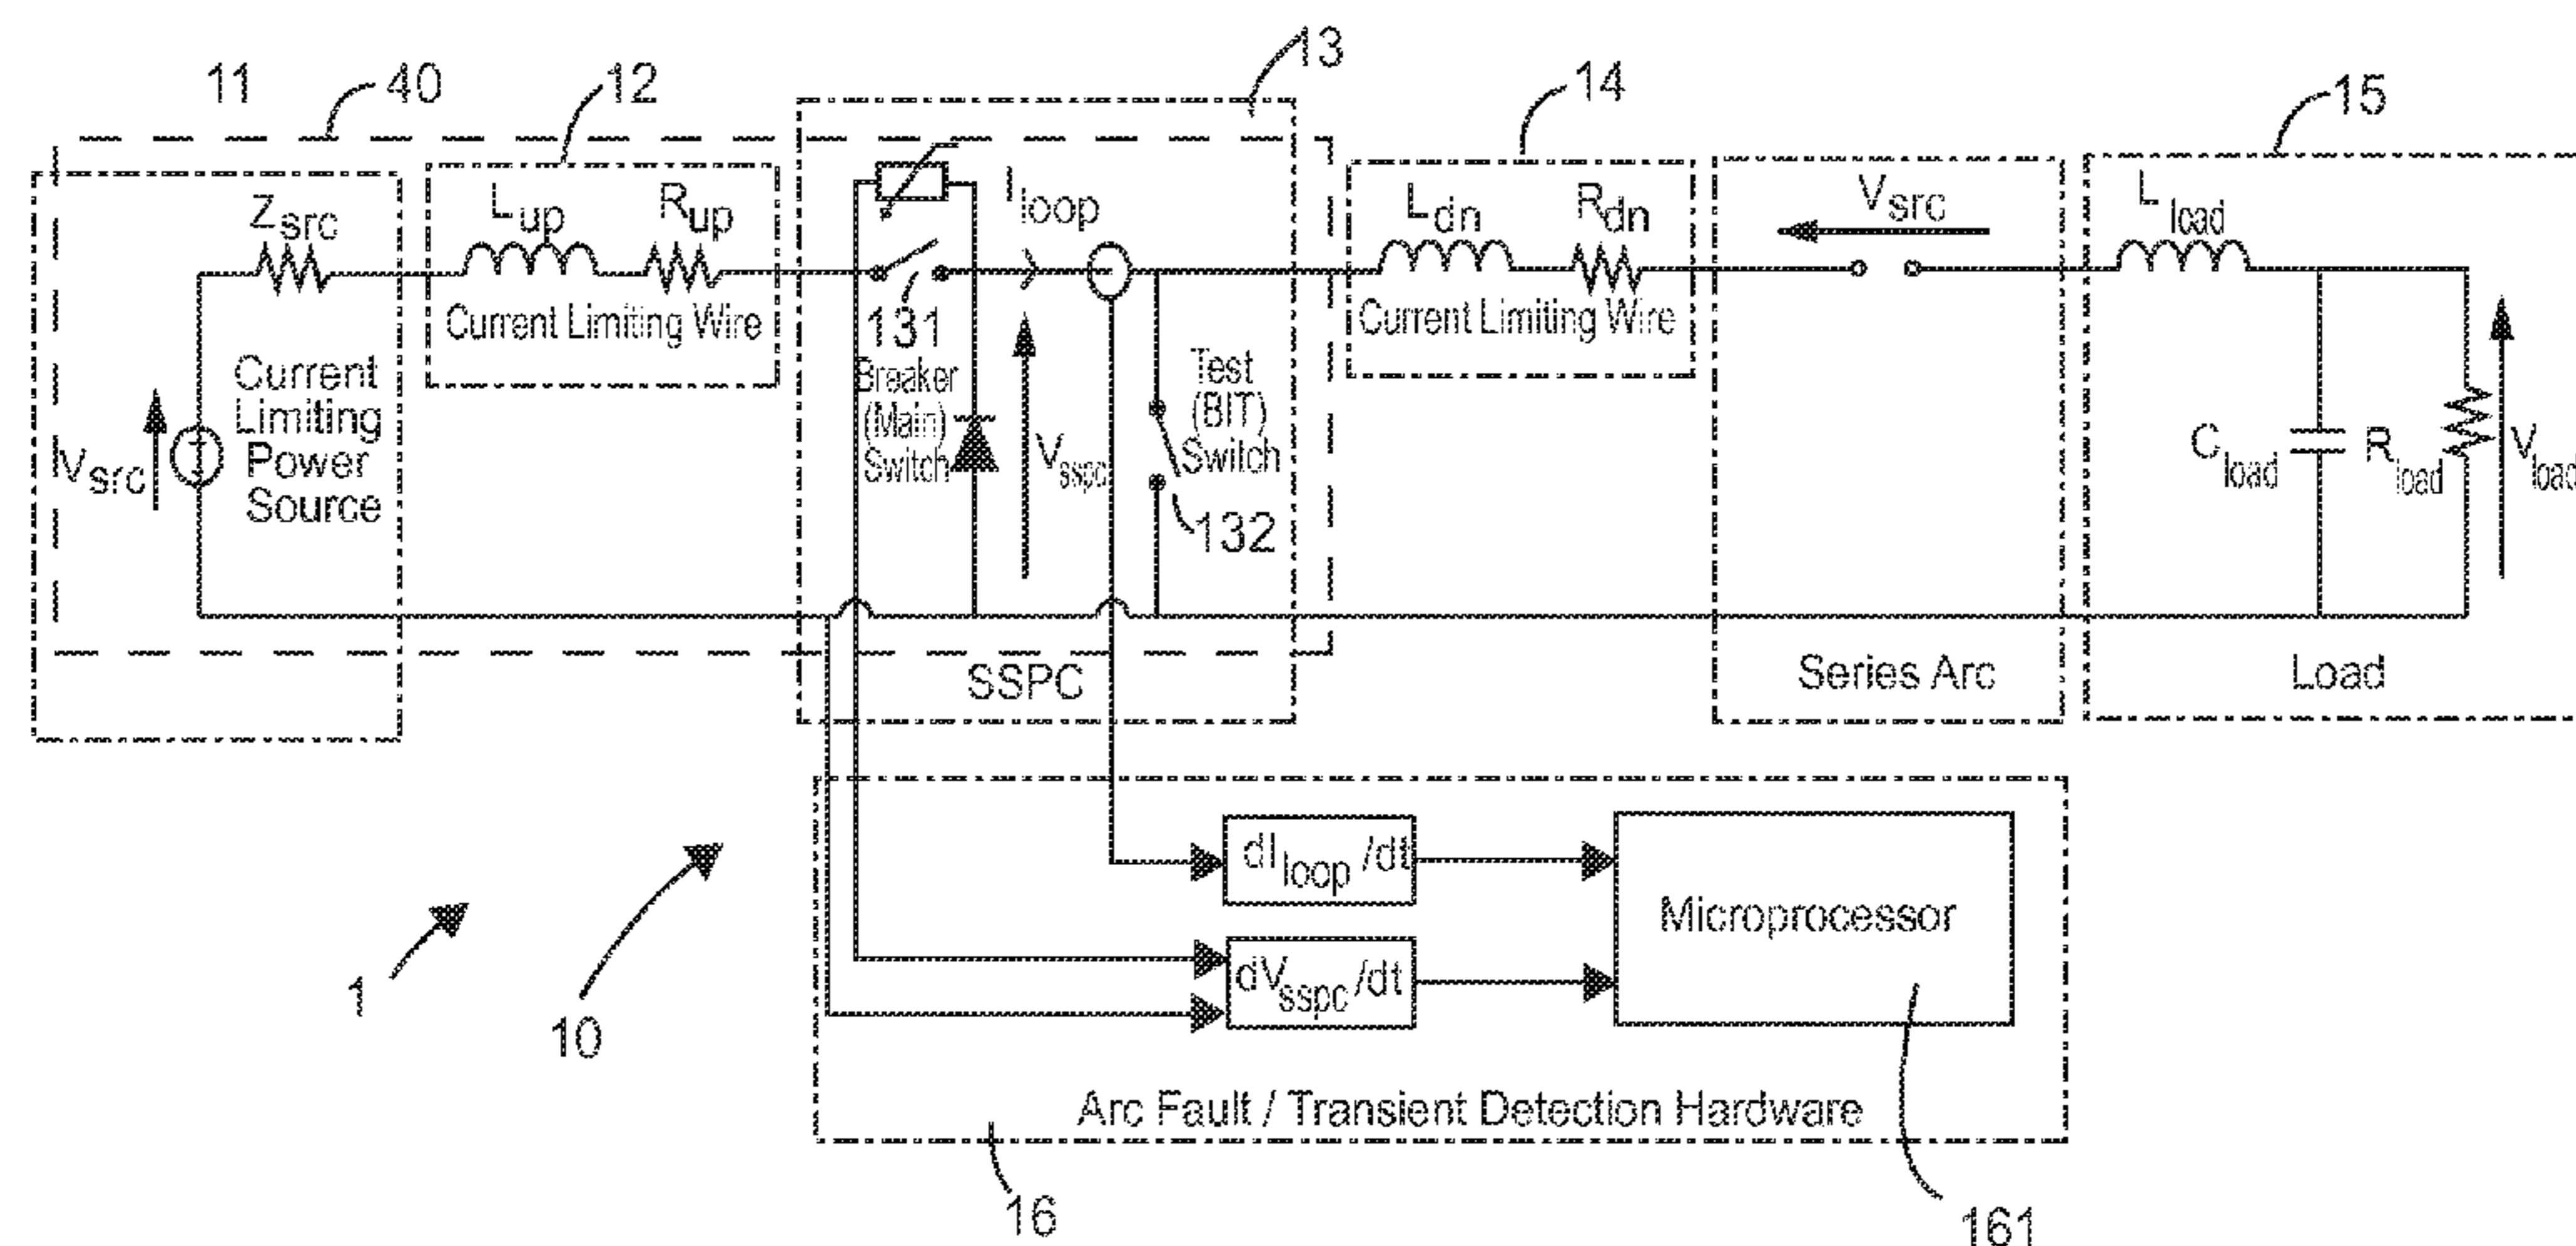 11
40
12
13
14
15
Zsrc
Lup
Rup
Iloop
Ldn
Rdn
Vsrc
Lload
Current Limiting Wire
131
Breaker
(Main)
Switch
Vsspc
Test
(BIT)
Switch
132
Current Limiting Wire
Current
Limiting
Power
Source
Vsrc
Cload
Rload
Vload
SSPC
Series Arc
Load
dIloop /dt
dVsspc /dt
Microprocessor
1
10
Arc Fault / Transient Detection Hardware
16
161